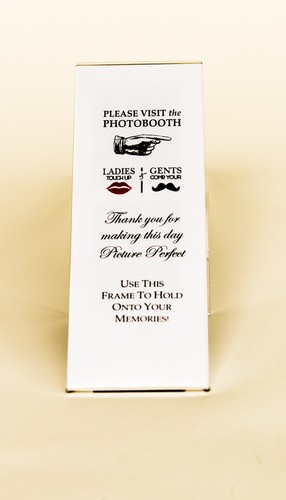 PLEASE VISIT the
PHOTOBOOTH
LADIES & GENTS
TOUCH UP COMB YOUR
Thank you for
making this day
Picture Perfect
USE THIS
FRAME TO HOLD
ONTO YOUR
MEMORIES!